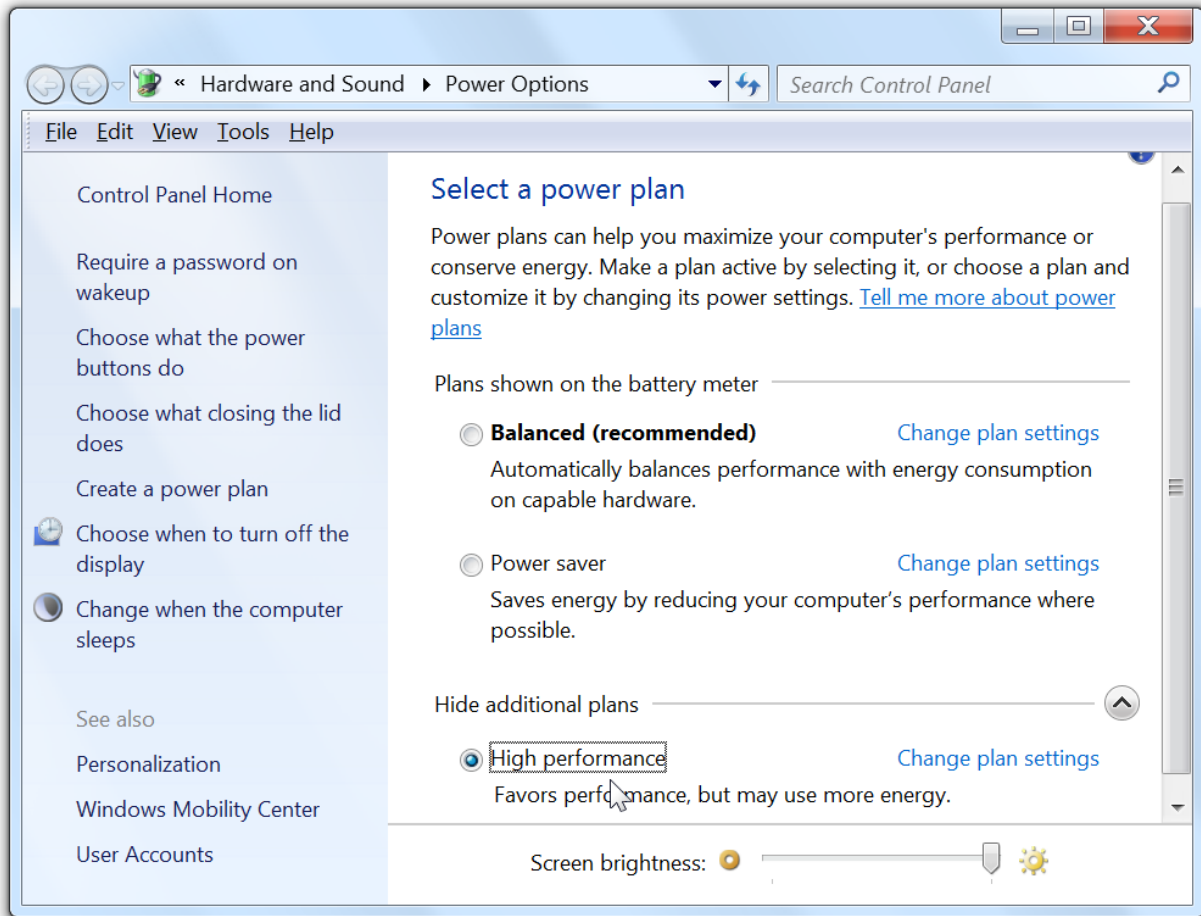 « Hardware and Sound ▸ Power Options
Search Control Panel
File Edit View Tools Help
Control Panel Home
Require a password on
wakeup
Choose what the power
buttons do
Choose what closing the lid
does
Create a power plan
Choose when to turn off the
display
Change when the computer
sleeps
See also
Personalization
Windows Mobility Center
User Accounts
Select a power plan
Power plans can help you maximize your computer's performance or
conserve energy. Make a plan active by selecting it, or choose a plan and
customize it by changing its power settings. Tell me more about power
plans
Plans shown on the battery meter
Balanced (recommended) Change plan settings
Automatically balances performance with energy consumption
on capable hardware.
Power saver Change plan settings
Saves energy by reducing your computer's performance where
possible.
Hide additional plans
High performance Change plan settings
Favors performance, but may use more energy.
Screen brightness: